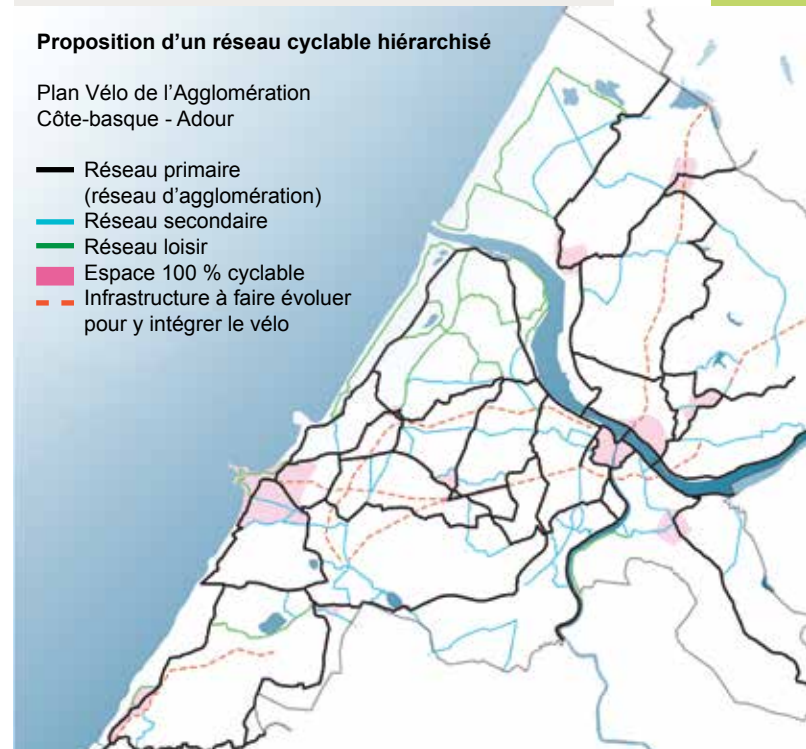 Proposition d’un réseau cyclable hiérarchisé
Plan Vélo de l’Agglomération
Côte-basque - Adour
Réseau primaire
(réseau d’agglomération)
Réseau secondaire
Réseau loisir
Espace 100 % cyclable
Infrastructure à faire évoluer
pour y intégrer le vélo